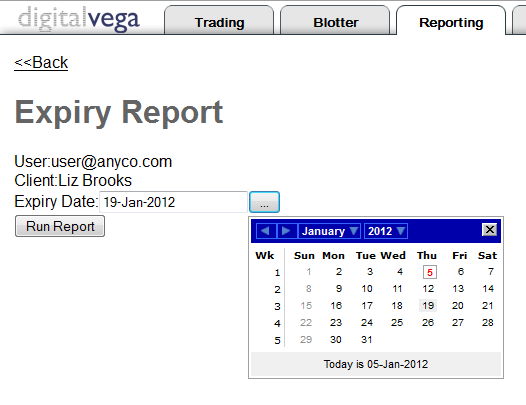 digitalvega Trading Blotter Reporting
<<Back
Expiry Report
User:user@anyco.com
Client:Liz Brooks
Expiry Date: 19-Jan-2012 ...
Run Report
January 2012 X
Wk Sun Mon Tue Wed Thu Fri Sat
1 1 2 3 4 5 6 7
2 8 9 10 11 12 13 14
3 15 16 17 18 19 20 21
4 22 23 24 25 26 27 28
5 29 30 31
Today is 05-Jan-2012